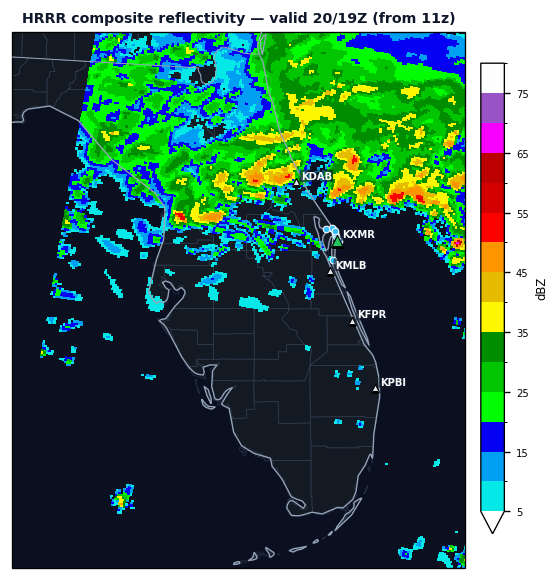 HRRR composite reflectivity — valid 20/19Z (from 11z)
KDAB
KXMR
KMLB
KFPR
KPBI
75
65
55
45
35
25
15
5
dBZ